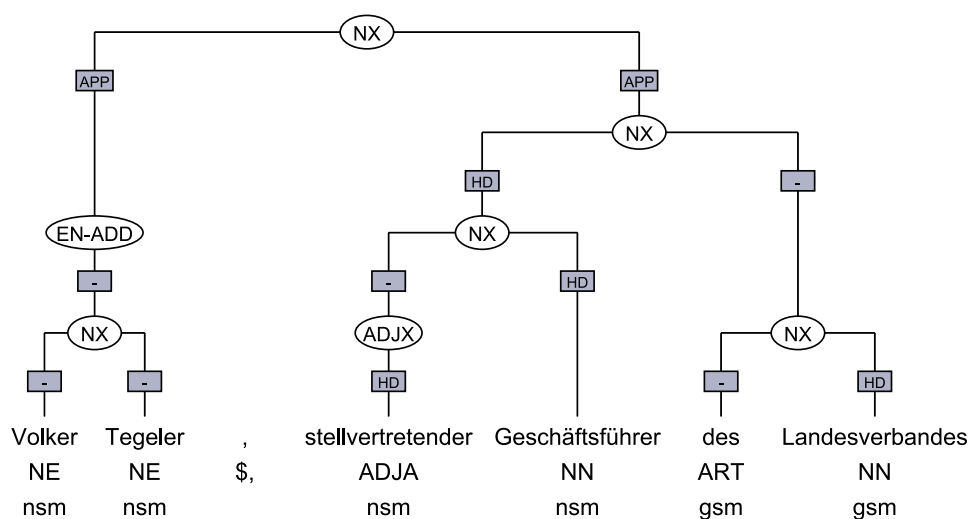 NX
APP APP
NX
HD -
EN-ADD NX
- - HD
NX ADJX NX
- - HD - HD
Volker Tegeler , stellvertretender Geschäftsführer des Landesverbandes
NE NE $, ADJA NN ART NN
nsm nsm nsm nsm gsm gsm